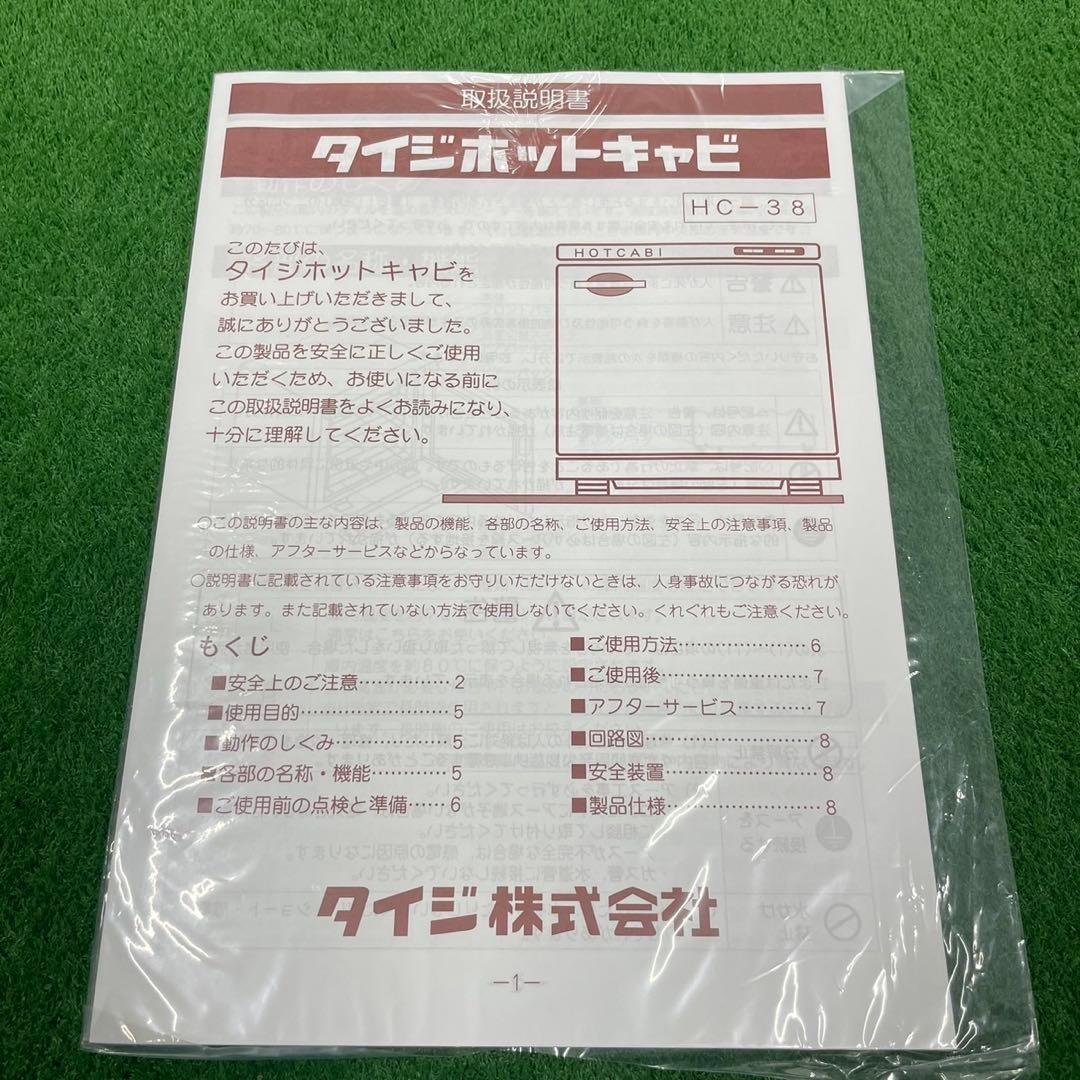 取扱説明書
タイジホットキャビ
HC－38
このたびは、
タイジホットキャビを
お買い上げいただきまして、
誠にありがとうございました。
この製品を安全に正しくご使用
いただくため、お使いになる前に
この取扱説明書をよくお読みになり、
十分に理解してください。
HOTCABI
○この説明書の主な内容は、製品の機能、各部の名称、ご使用方法、安全上の注意事項、製品
の仕様、アフターサービスなどからなっています。
○説明書に記載されている注意事項をお守りいただけないときは、人身事故につながる恐れが
あります。また記載されていない方法で使用しないでください。くれぐれもご注意ください。
もくじ
■安全上のご注意…………2
■使用目的…………………5
■動作のしくみ……………5
■各部の名称・機能………5
■ご使用前の点検と準備……6
■ご使用方法………………6
■ご使用後…………………7
■アフターサービス…………7
■回路図……………………8
■安全装置…………………8
■製品仕様…………………8
タイジ株式会社
－1－